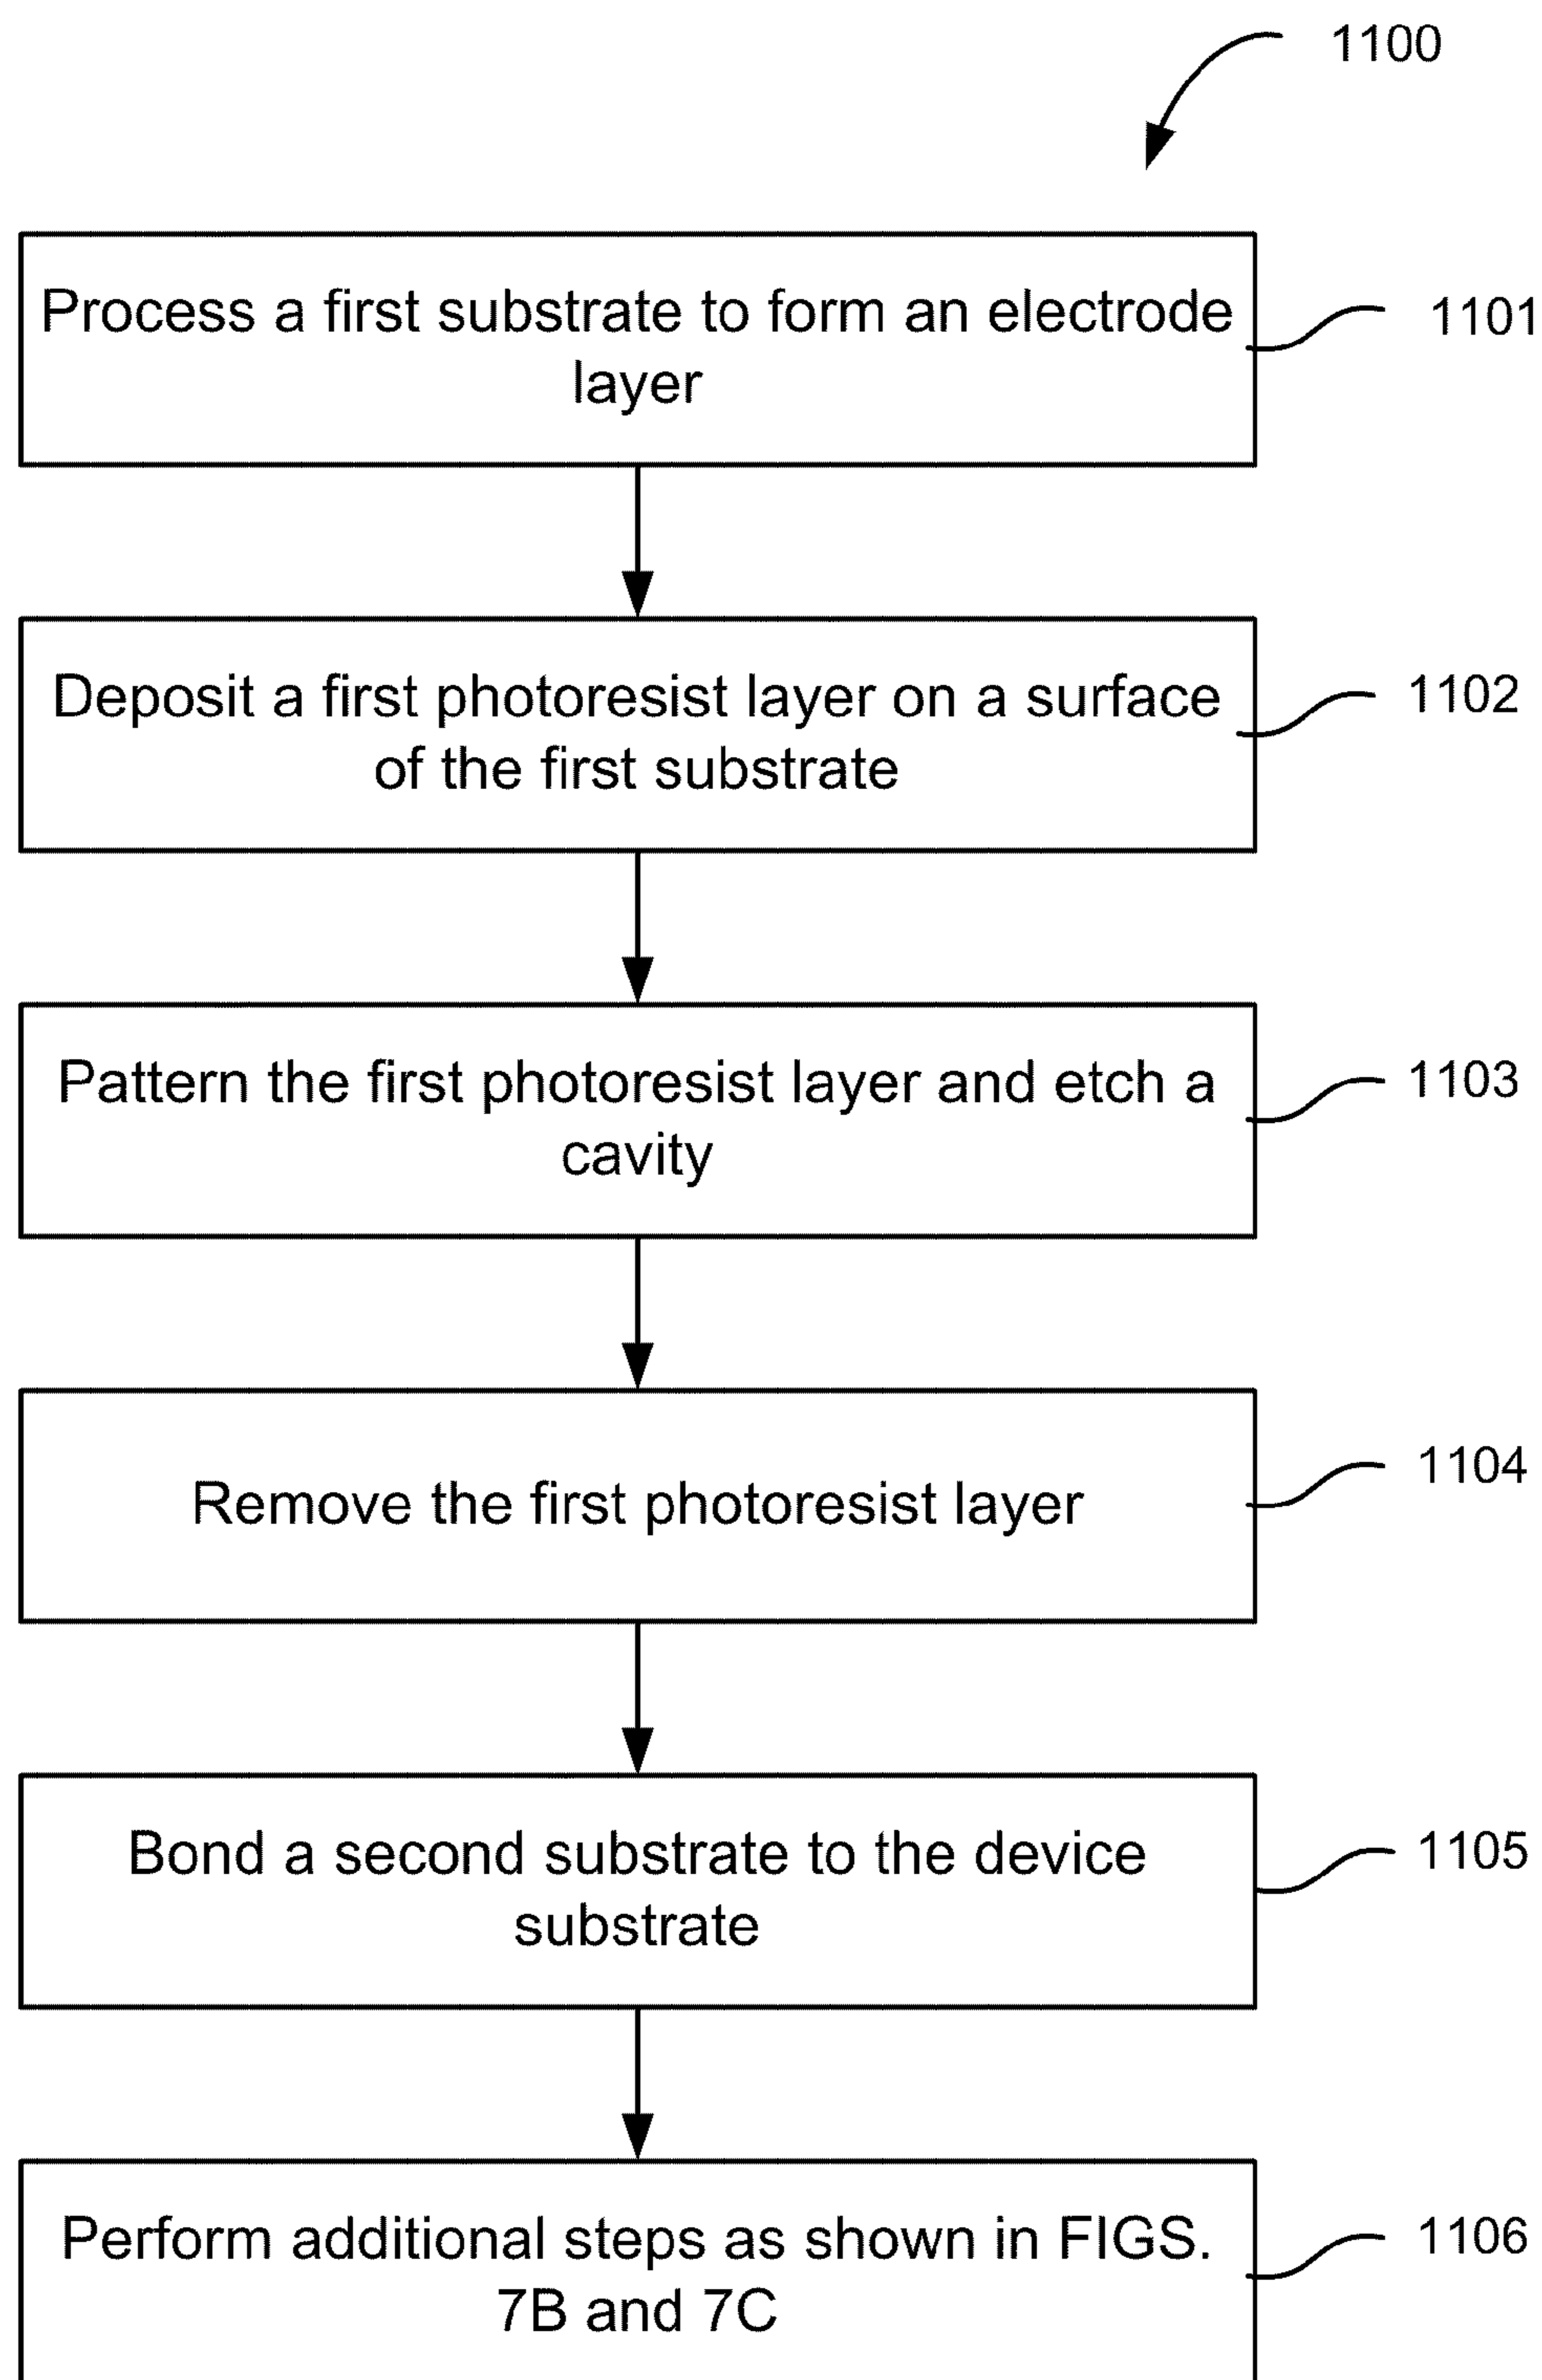 1100
Process a first substrate to form an electrode
layer
1101
Deposit a first photoresist layer on a surface
of the first substrate
1102
Pattern the first photoresist layer and etch a
cavity
1103
Remove the first photoresist layer
1104
Bond a second substrate to the device
substrate
1105
Perform additional steps as shown in FIGS.
7B and 7C
1106